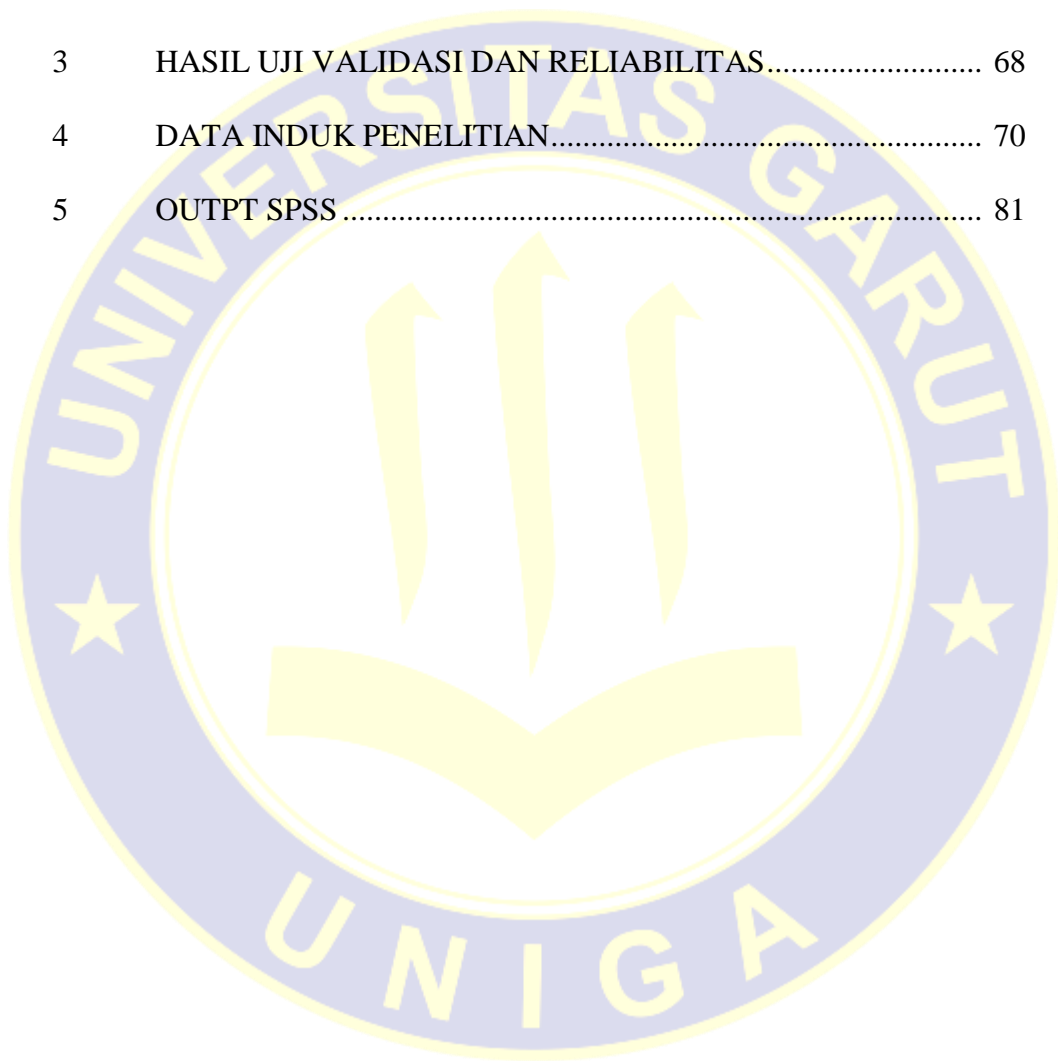 3 HASIL UJI VALIDASI DAN RELIABILITAS........................... 68
4 DATA INDUK PENELITIAN...................................................... 70
5 OUTPT SPSS ................................................................................ 81
UNIVERSITAS GARUT
UNIGA